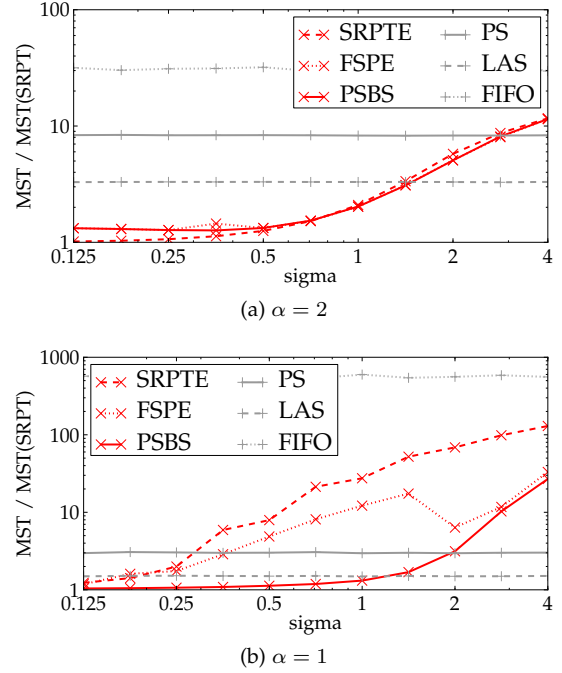 100
10
1
MST / MST(SRPT)
SRPTE
FSPE
PSBS
PS
LAS
FIFO
0.125
0.25
0.5
1
2
4
sigma
(a) α = 2
1000
100
10
1
MST / MST(SRPT)
SRPTE
FSPE
PSBS
PS
LAS
FIFO
0.125
0.25
0.5
1
2
4
sigma
(b) α = 1